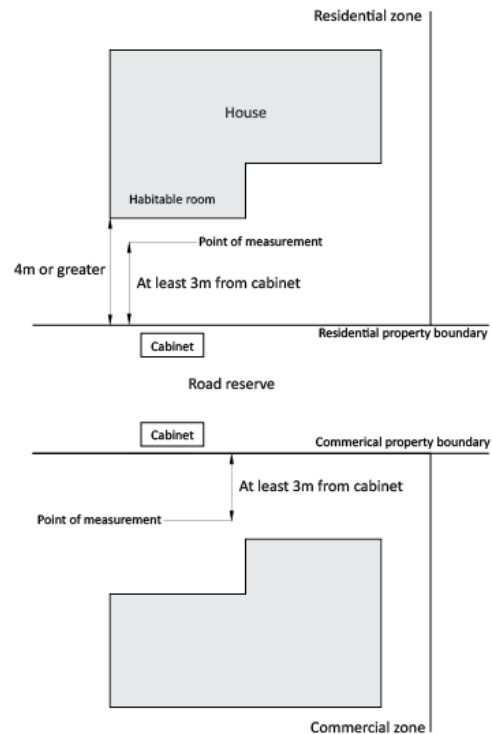 Residential zone
House
Habitable room
Point of measurement
4m or greater
At least 3m from cabinet
Residential property boundary
Cabinet
Road reserve
Cabinet
Commerical property boundary
At least 3m from cabinet
Point of measurement
Commercial zone